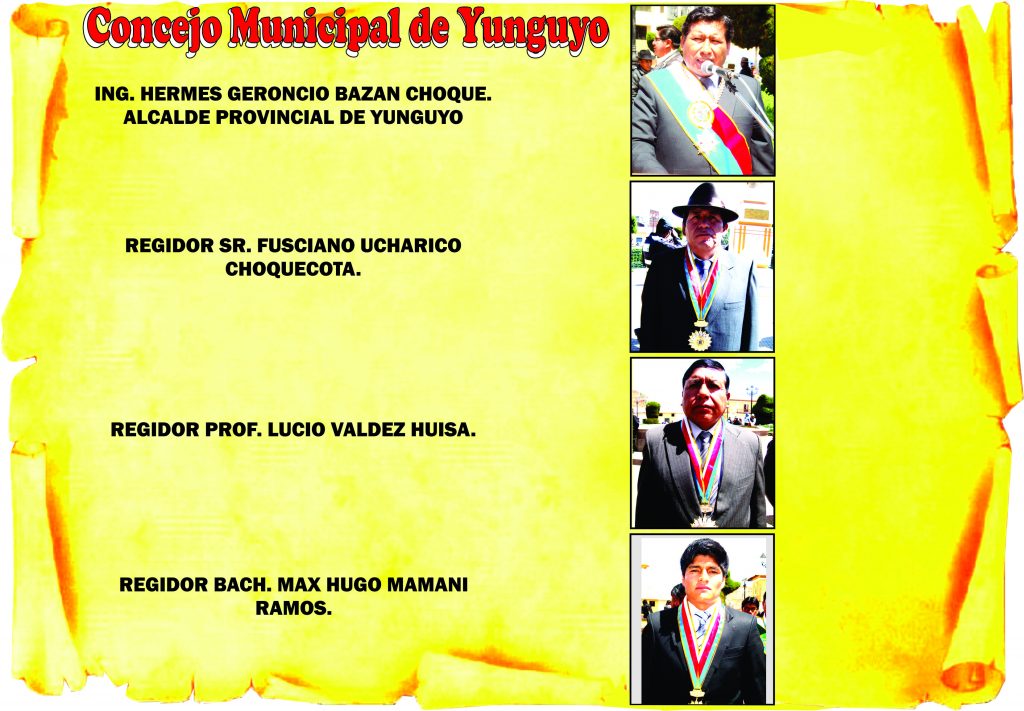 Concejo Municipal de Yunguyo
ING. HERMES GERONCIO BAZAN CHOQUE.
ALCALDE PROVINCIAL DE YUNGUYO
REGIDOR SR. FUSCIANO UCHARICO
CHOQUECOTA.
REGIDOR PROF. LUCIO VALDEZ HUISA.
REGIDOR BACH. MAX HUGO MAMANI
RAMOS.